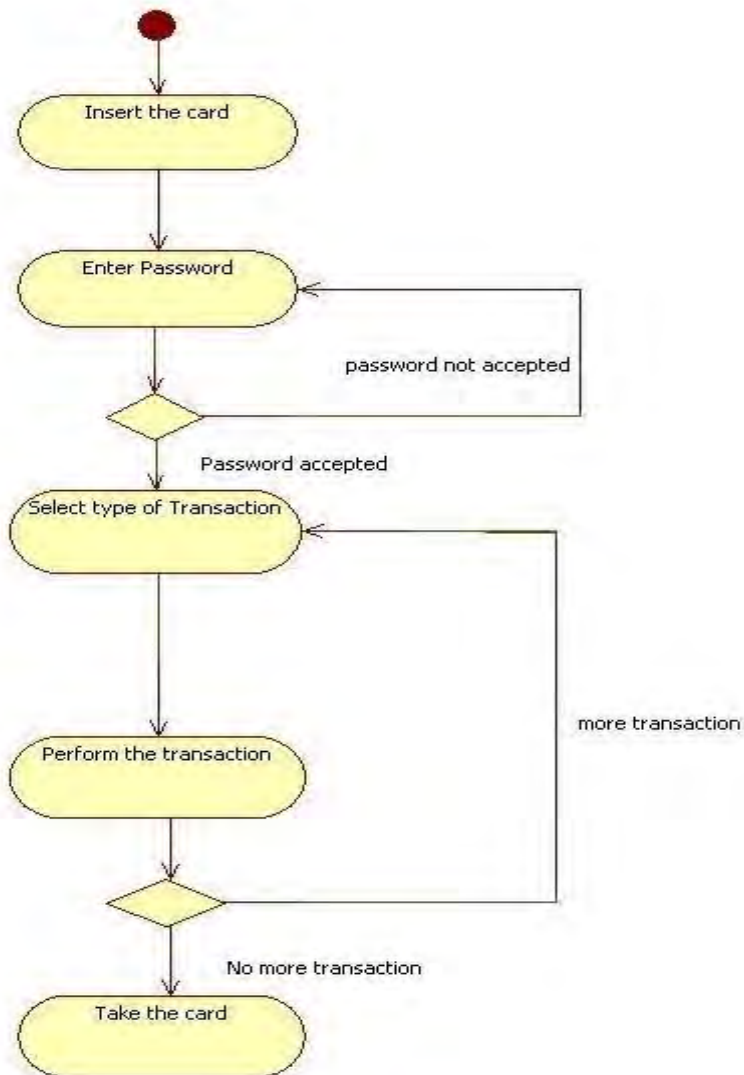 Insert the card
Enter Password
password not accepted
Password accepted
Select type of Transaction
more transaction
Perform the transaction
No more transaction
Take the card